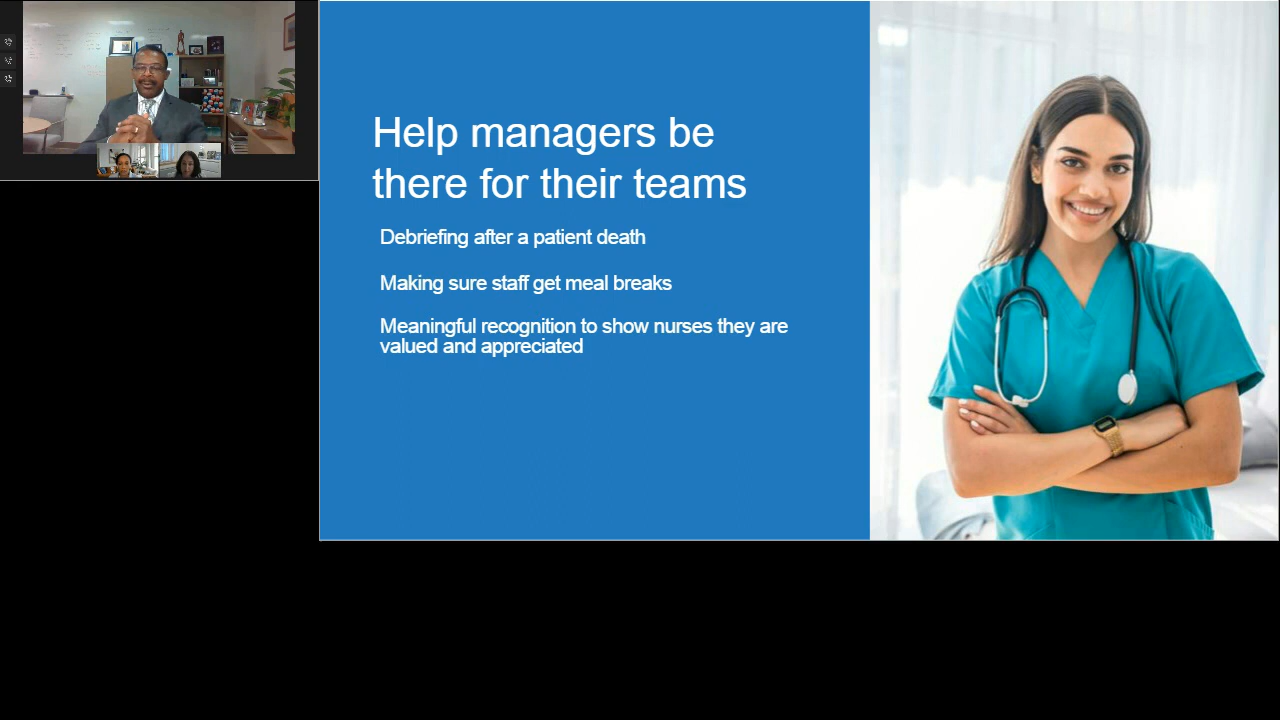 Help managers be
there for their teams
Debriefing after a patient death
Making sure staff get meal breaks
Meaningful recognition to show nurses they are
valued and appreciated